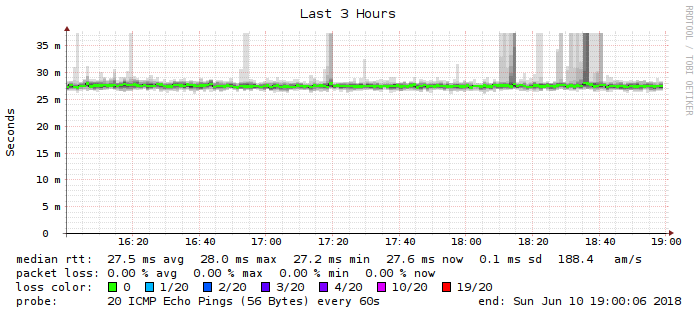 Last 3 Hours
RRDTOOL / TOBI OETIKER
Seconds
35 m
30 m
25 m
20 m
15 m
10 m
5 m
0
16:20 16:40 17:00 17:20 17:40 18:00 18:20 18:40 19:00
median rtt: 27.5 ms avg 28.0 ms max 27.2 ms min 27.6 ms now 0.1 ms sd 188.4 am/s
packet loss: 0.00 % avg 0.00 % max 0.00 % min 0.00 % now
loss color: 0 1/20 2/20 3/20 4/20 10/20 19/20
probe: 20 ICMP Echo Pings (56 Bytes) every 60s end: Sun Jun 10 19:00:06 2018